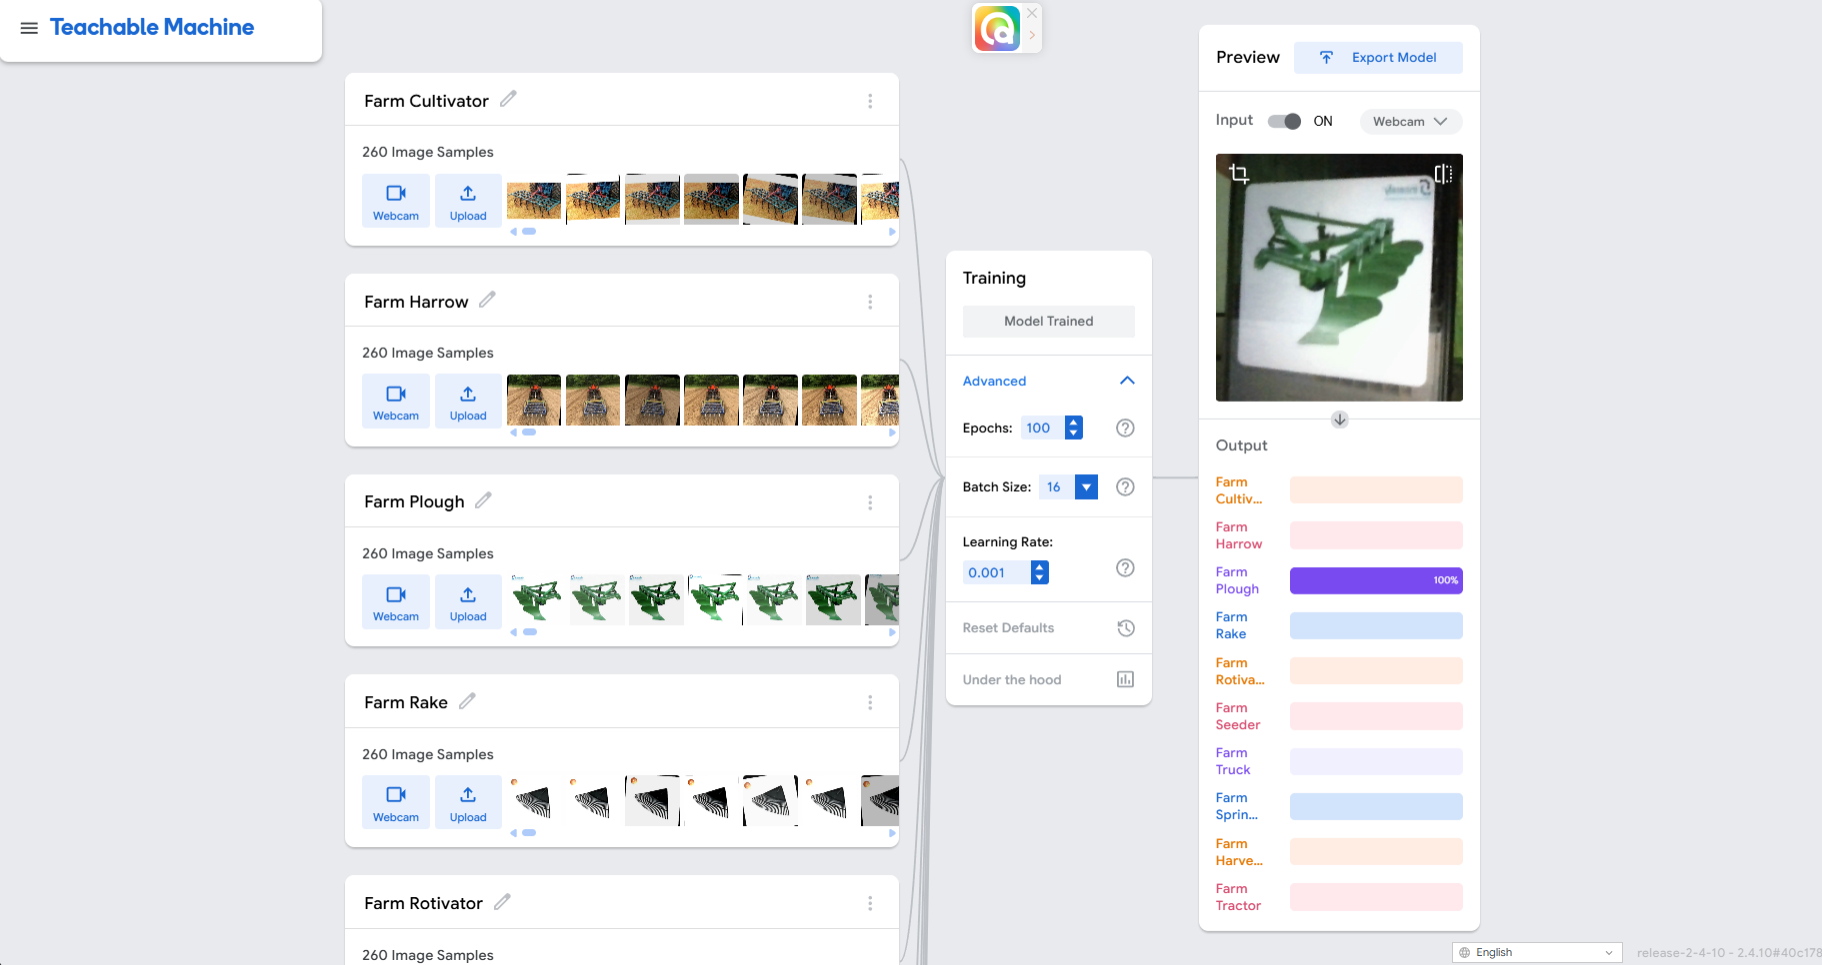 Teachable Machine
Farm Cultivator
260 Image Samples
Webcam
Upload
Farm Harrow
260 Image Samples
Webcam
Upload
Farm Plough
260 Image Samples
Webcam
Upload
Farm Rake
260 Image Samples
Webcam
Upload
Farm Rotivator
260 Image Samples
Training
Model Trained
Advanced
Epochs: 100
Batch Size: 16
Learning Rate:
0.001
Reset Defaults
Under the hood
Preview
Export Model
Input ON Webcam
Output
Farm
Cultiv...
Farm
Harrow
Farm
Plough
100%
Farm
Rake
Farm
Rotiva...
Farm
Seeder
Farm
Truck
Farm
Sprin...
Farm
Harve...
Farm
Tractor
English
release-2-4-10 - 2.4.10#40c178